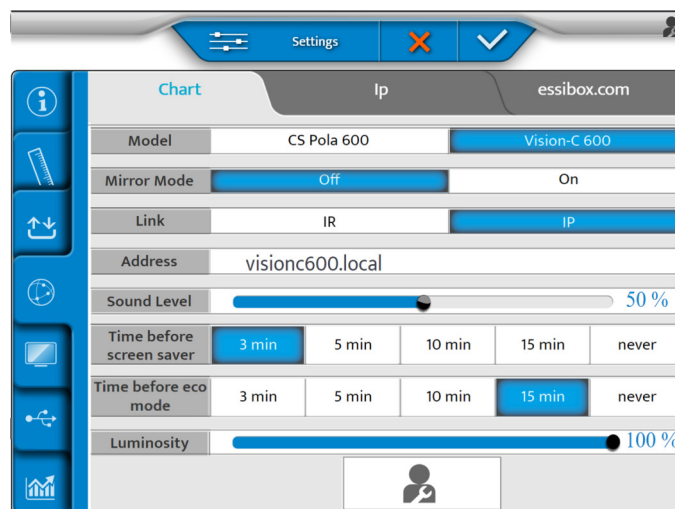 Settings
Chart Ip essibox.com
Model CS Pola 600 Vision-C 600
Mirror Mode Off On
Link IR IP
Address visionc600.local
Sound Level 50 %
Time before screen saver 3 min 5 min 10 min 15 min never
Time before eco mode 3 min 5 min 10 min 15 min never
Luminosity 100 %